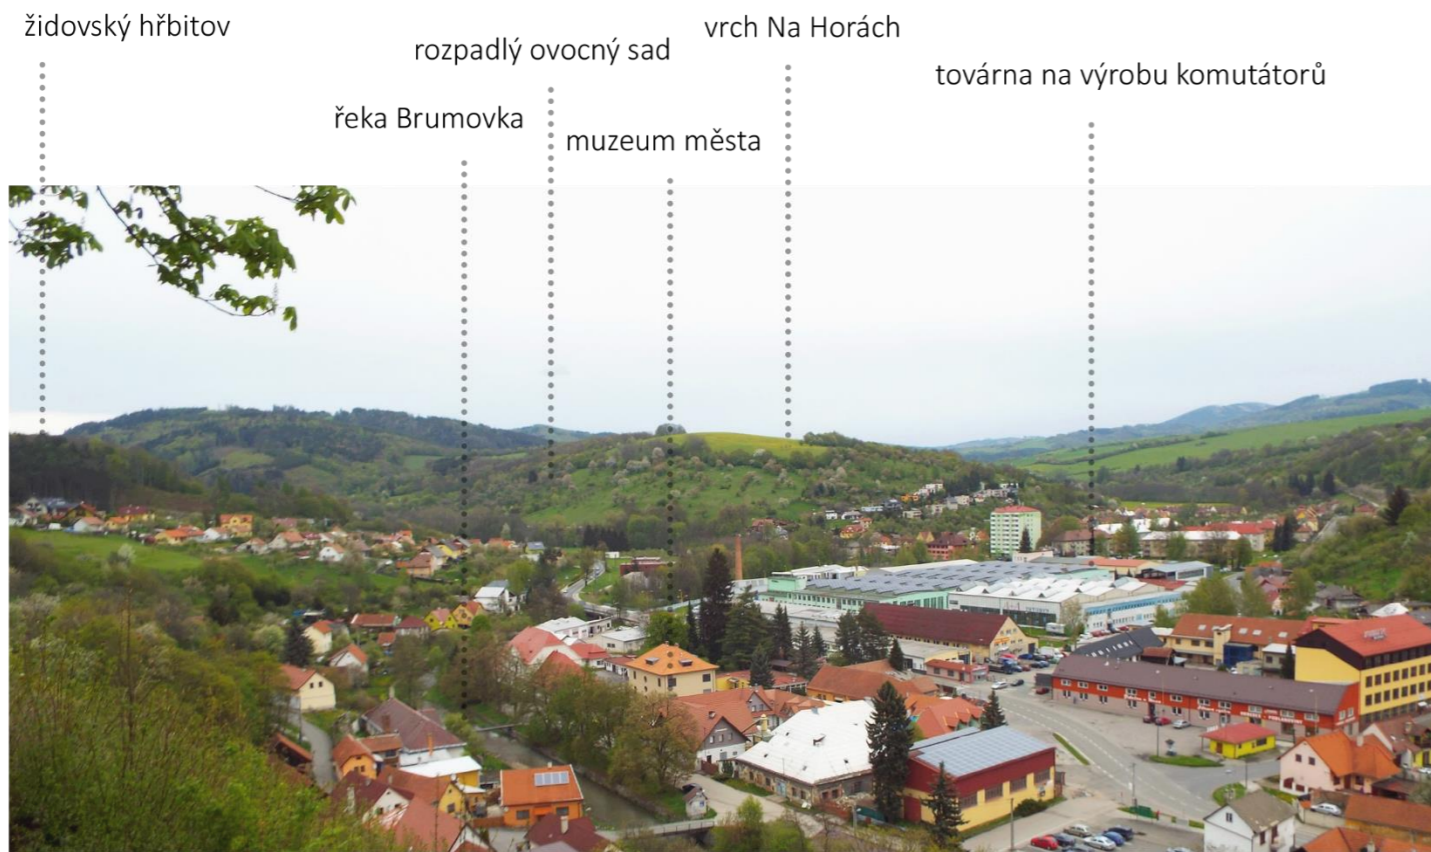 židovský hřbitov
rozpadlý ovocný sad
vrch Na Horách
továrna na výrobu komutátorů
řeka Brumovka
muzeum města